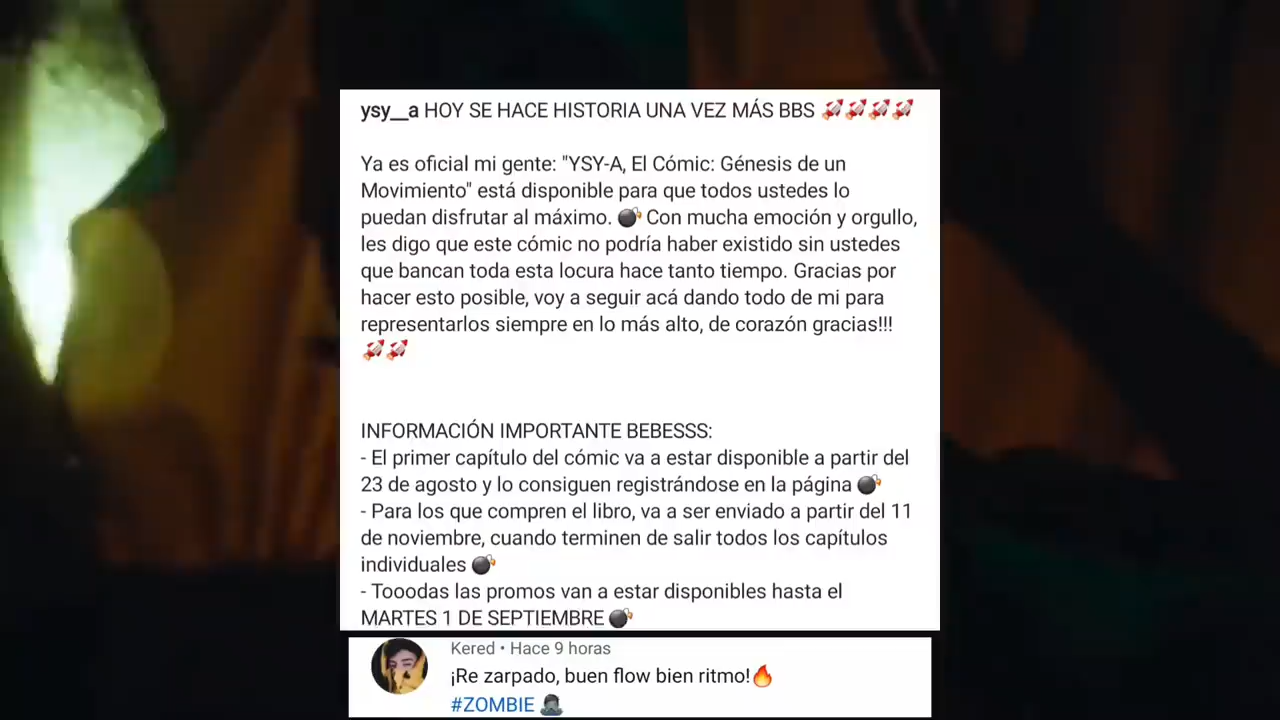 ysy__a HOY SE HACE HISTORIA UNA VEZ MÁS BBS 🚀🚀🚀🚀
Ya es oficial mi gente: "YSY-A, El Cómic: Génesis de un
Movimiento" está disponible para que todos ustedes lo
puedan disfrutar al máximo. 💣 Con mucha emoción y orgullo,
les digo que este cómic no podría haber existido sin ustedes
que bancan toda esta locura hace tanto tiempo. Gracias por
hacer esto posible, voy a seguir acá dando todo de mi para
representarlos siempre en lo más alto, de corazón gracias!!!
🚀🚀
INFORMACIÓN IMPORTANTE BEBESSS:
- El primer capítulo del cómic va a estar disponible a partir del
23 de agosto y lo consiguen registrándose en la página 💣
- Para los que compren el libro, va a ser enviado a partir del 11
de noviembre, cuando terminen de salir todos los capítulos
individuales 💣
- Tooodas las promos van a estar disponibles hasta el
MARTES 1 DE SEPTIEMBRE 💣
Kered • Hace 9 horas
¡Re zarpado, buen flow bien ritmo!🔥
#ZOMBIE 🧟